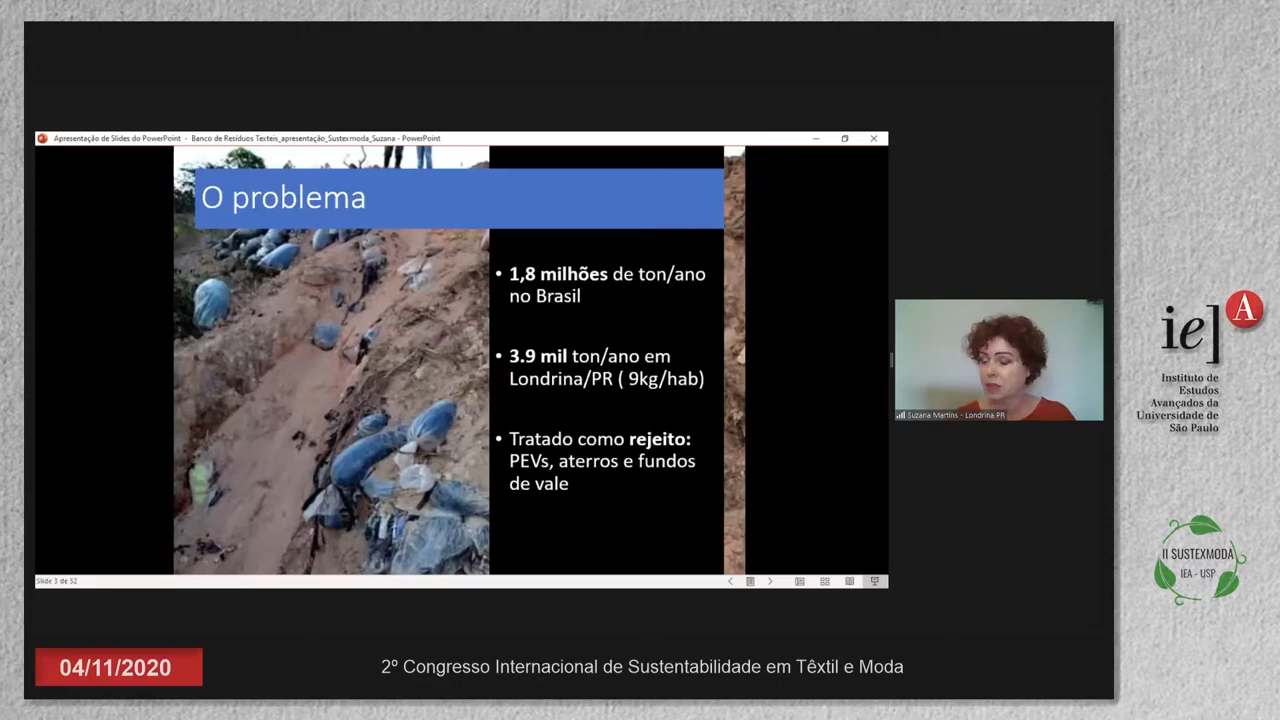 Apresentação de Slides do PowerPoint - Banco de Resíduos Texteis_apresentação_Sustexmoda_Suzana - PowerPoint
O problema
• 1,8 milhões de ton/ano
no Brasil
• 3.9 mil ton/ano em
Londrina/PR ( 9kg/hab)
• Tratado como rejeito:
PEVs, aterros e fundos
de vale
Slide 3 de 52
Suzana Martins - Londrina PR
ie] A
Instituto de
Estudos
Avançados da
Universidade de
São Paulo
II SUSTEXMODA
IEA - USP
04/11/2020
2º Congresso Internacional de Sustentabilidade em Têxtil e Moda